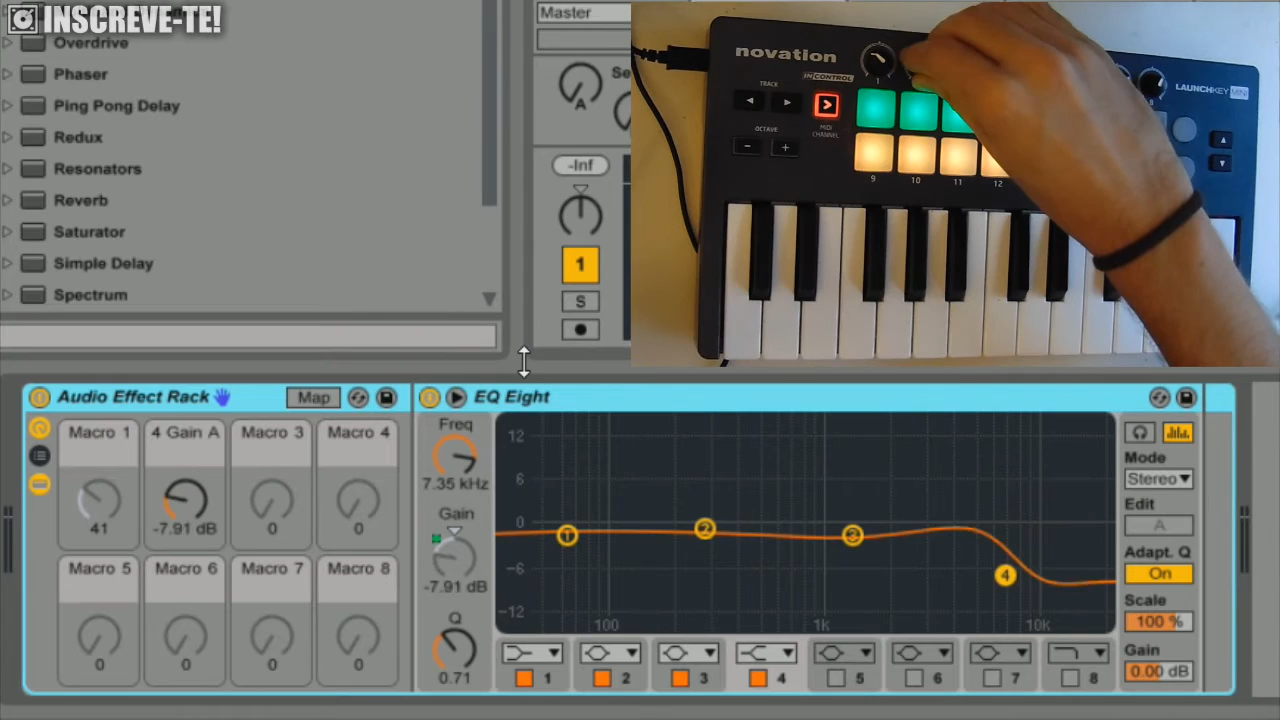 INSCREVE-TE!
Overdrive
Phaser
Ping Pong Delay
Redux
Resonators
Reverb
Saturator
Simple Delay
Spectrum
Master
A
-Inf
1
S
novation
INCONTROL
TRACK
OCTAVE
MIDI
CHANNEL
1
8
LAUNCHKEY MINI
9
10
11
12
Audio Effect Rack
Map
Macro 1
4 Gain A
Macro 3
Macro 4
41
-7.91 dB
0
0
Macro 5
Macro 6
Macro 7
Macro 8
0
0
0
0
EQ Eight
Freq
7.35 kHz
Gain
-7.91 dB
Q
0.71
12
6
0
-6
-12
100
1k
10k
1
2
3
4
1
2
3
4
5
6
7
8
Mode
Stereo
Edit
A
Adapt. Q
On
Scale
100 %
Gain
0.00 dB